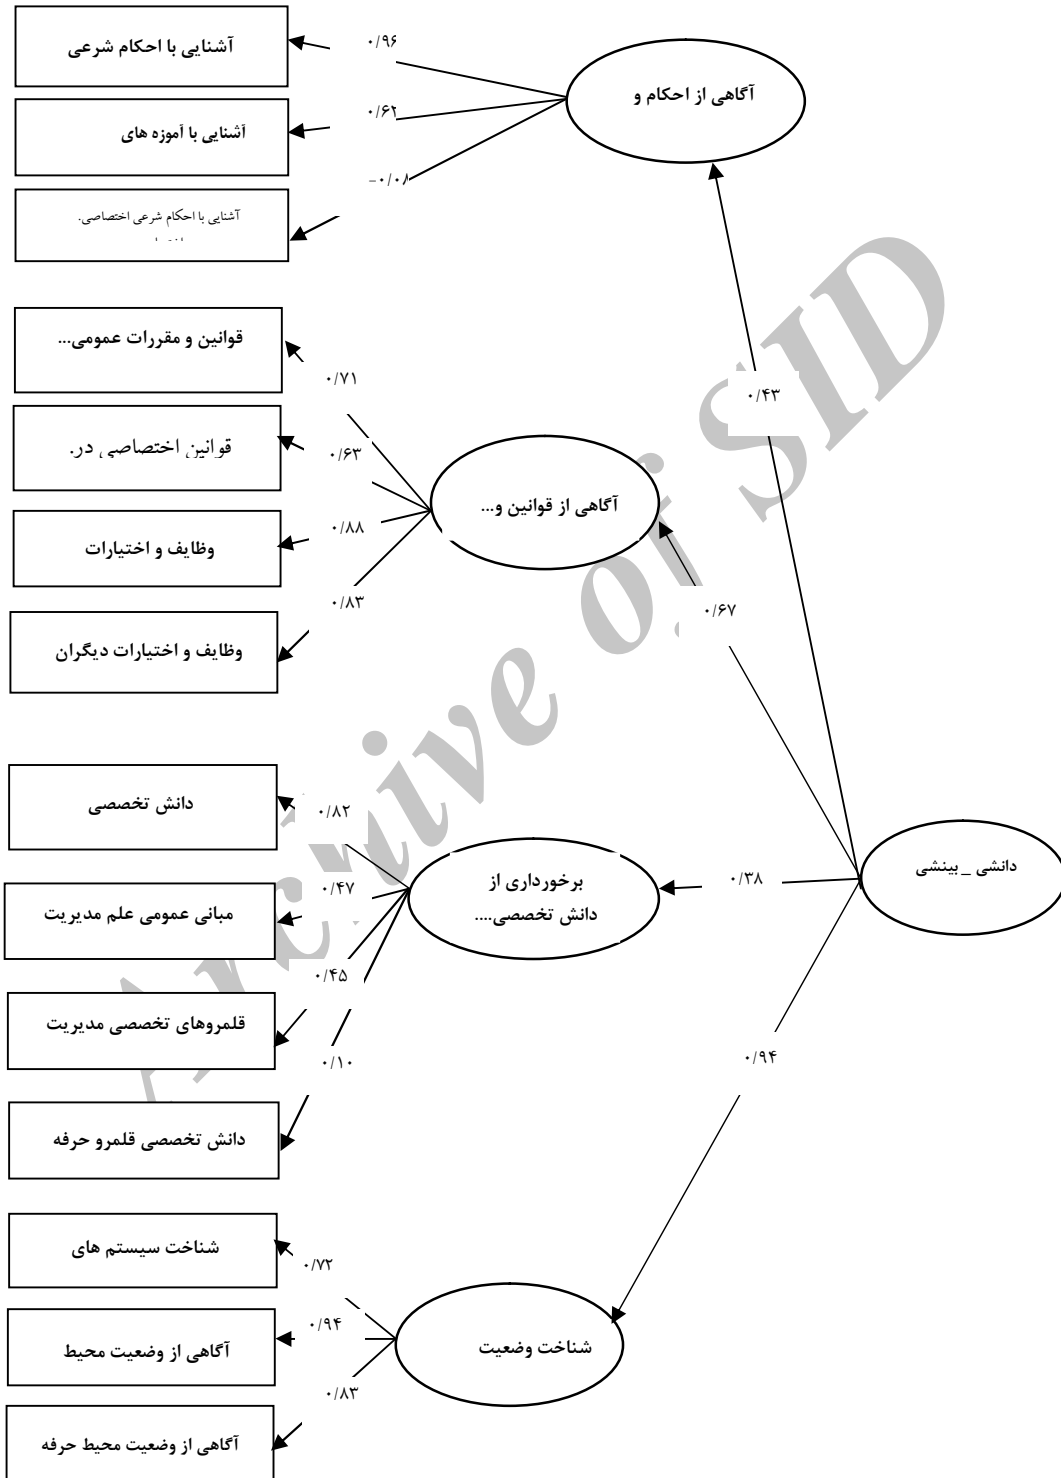 آشنایی با احکام شرعی
۰/۹۶
آگاهی از احکام و
آشنایی با آموزه های
۰/۶۲
-۰/۰۸
آشنایی با احکام شرعی اختصاصی.
قوانین و مقررات عمومی...
۰/۷۱
۰/۴۳
قوانین اختصاصی در.
۰/۶۳
آگاهی از قوانین و...
وظایف و اختیارات
۰/۸۸
۰/۸۳
۰/۶۷
وظایف و اختیارات دیگران
دانش تخصصی
۰/۸۲
برخورداری از
دانش تخصصی....
۰/۳۸
دانشی _ بینشی
مبانی عمومی علم مدیریت
۰/۴۷
قلمروهای تخصصی مدیریت
۰/۴۵
۰/۱۰
۰/۹۴
دانش تخصصی قلمرو حرفه
شناخت سیستم های
۰/۷۲
آگاهی از وضعیت محیط
۰/۹۴
شناخت وضعیت
۰/۸۳
آگاهی از وضعیت محیط حرفه
Archive of SID